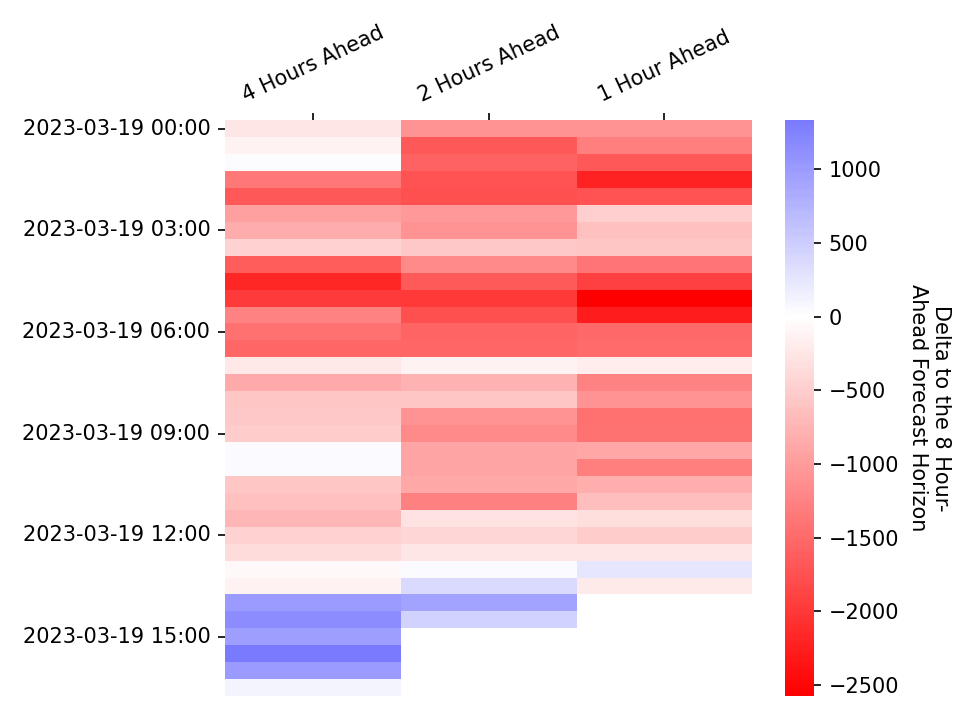 4 Hours Ahead
2 Hours Ahead
1 Hour Ahead
2023-03-19 00:00
2023-03-19 03:00
2023-03-19 06:00
2023-03-19 09:00
2023-03-19 12:00
2023-03-19 15:00
1000
500
0
−500
−1000
−1500
−2000
−2500
Delta to the 8 Hour-
Ahead Forecast Horizon